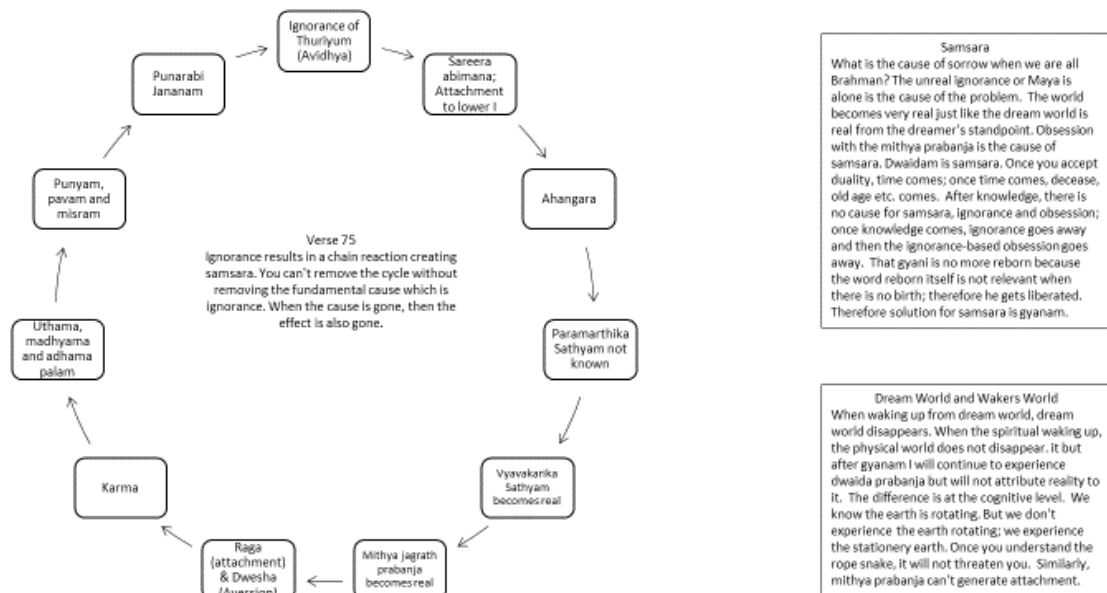 Ignorance of
Thuriyum
(Avidhya)
Sareera
abimana;
Attachment
to lower I
Ahangara
Paramarthika
Sathyam not
known
Vyavakarika
Sathyam
becomes real
Mithya jagrath
prabanja
becomes real
Raga
(attachment)
& Dwesha
(Aversion)
Karma
Uthama,
madhyama
and adhama
palam
Punyam,
pavam and
misram
Punarabi
Jananam
Verse 75
Ignorance results in a chain reaction creating
samsara. You can't remove the cycle without
removing the fundamental cause which is
ignorance. When the cause is gone, then the
effect is also gone.
Samsara
What is the cause of sorrow when we are all
Brahman? The unreal ignorance or Maya is
alone is the cause of the problem. The world
becomes very real just like the dream world is
real from the dreamer's standpoint. Obsession
with the mithya prabanja is the cause of
samsara. Dwaidam is samsara. Once you accept
duality, time comes; once time comes, decease,
old age etc. comes. After knowledge, there is
no cause for samsara, ignorance and obsession;
once knowledge comes, ignorance goes away
and then the ignorance-based obsession goes
away. That gyani is no more reborn because
the word reborn itself is not relevant when
there is no birth; therefore he gets liberated.
Therefore solution for samsara is gyanam.
Dream World and Wakers World
When waking up from dream world, dream
world disappears. When the spiritual waking up,
the physical world does not disappear. it but
after gyanam I will continue to experience
dwaida prabanja but will not attribute reality to
it. The difference is at the cognitive level. We
know the earth is rotating. But we don't
experience the earth rotating; we experience
the stationary earth. Once you understand the
rope snake, it will not threaten you. Similarly,
mithya prabanja can't generate attachment.